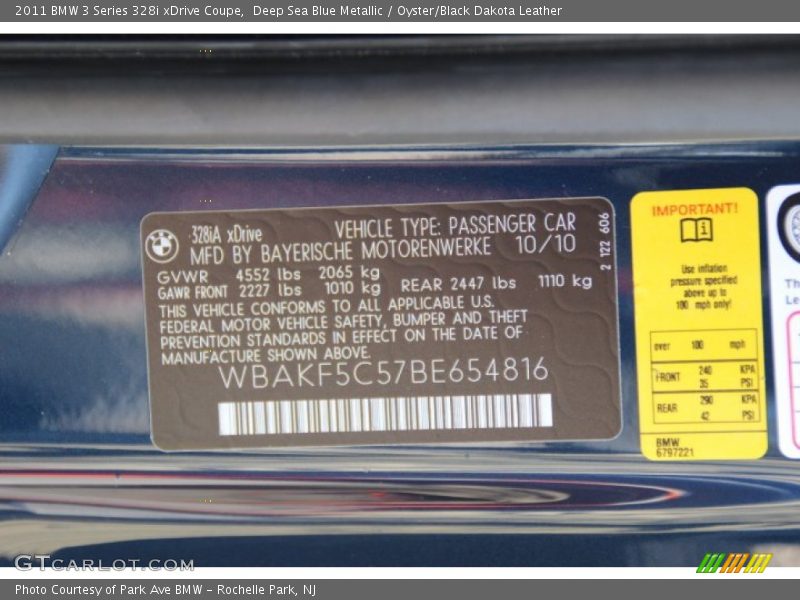 2011 BMW 3 Series 328i xDrive Coupe,  Deep Sea Blue Metallic / Oyster/Black Dakota Leather
328iA xDrive
VEHICLE TYPE: PASSENGER CAR
MFD BY BAYERISCHE MOTORENWERKE 10/10
GVWR 4552 lbs 2065 kg
GAWR FRONT 2227 lbs 1010 kg REAR 2447 lbs 1110 kg
THIS VEHICLE CONFORMS TO ALL APPLICABLE U.S.
FEDERAL MOTOR VEHICLE SAFETY, BUMPER AND THEFT
PREVENTION STANDARDS IN EFFECT ON THE DATE OF
MANUFACTURE SHOWN ABOVE.
WBAKF5C57BE654816
2 122 606
IMPORTANT!
Use inflation
pressure specified
above up to
100 mph only!
over 100 mph
FRONT 240 KPA
35 PSI
REAR 290 KPA
42 PSI
BMW
6797221
Th
Le
GTCARLOT.COM
Photo Courtesy of Park Ave BMW - Rochelle Park, NJ